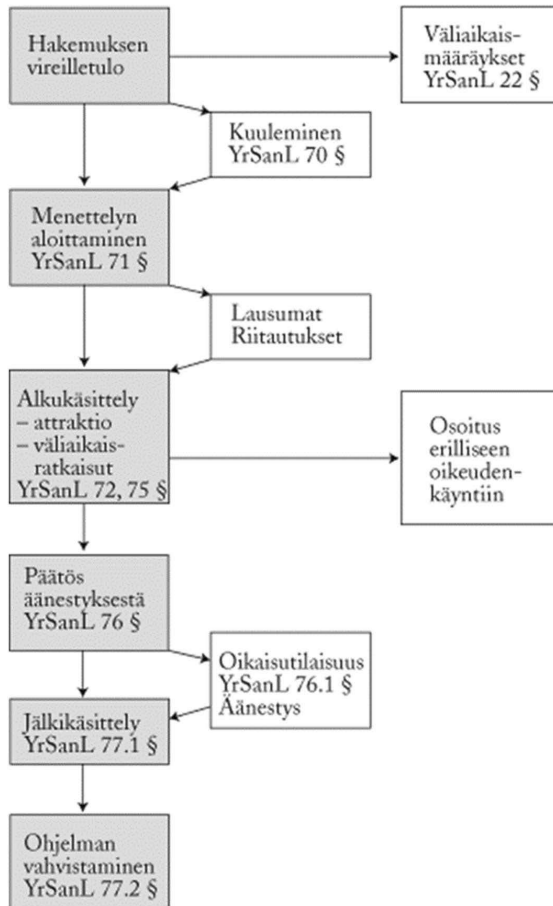 Hakemuksen
vireilletulo
Väliaikais-
määräykset
YrSanL 22 §
Kuuleminen
YrSanL 70 §
Menettelyn
aloittaminen
YrSanL 71 §
Lausumat
Riitautukset
Alkukäsittely
– attraktio
– väliaikais-
ratkaisut
YrSanL 72, 75 §
Osoitus
erilliseen
oikeuden-
käyntiin
Päätös
äänestyksestä
YrSanL 76 §
Oikaisutilaisuus
YrSanL 76.1 §
Äänestys
Jälkikäsittely
YrSanL 77.1 §
Ohjelman
vahvistaminen
YrSanL 77.2 §